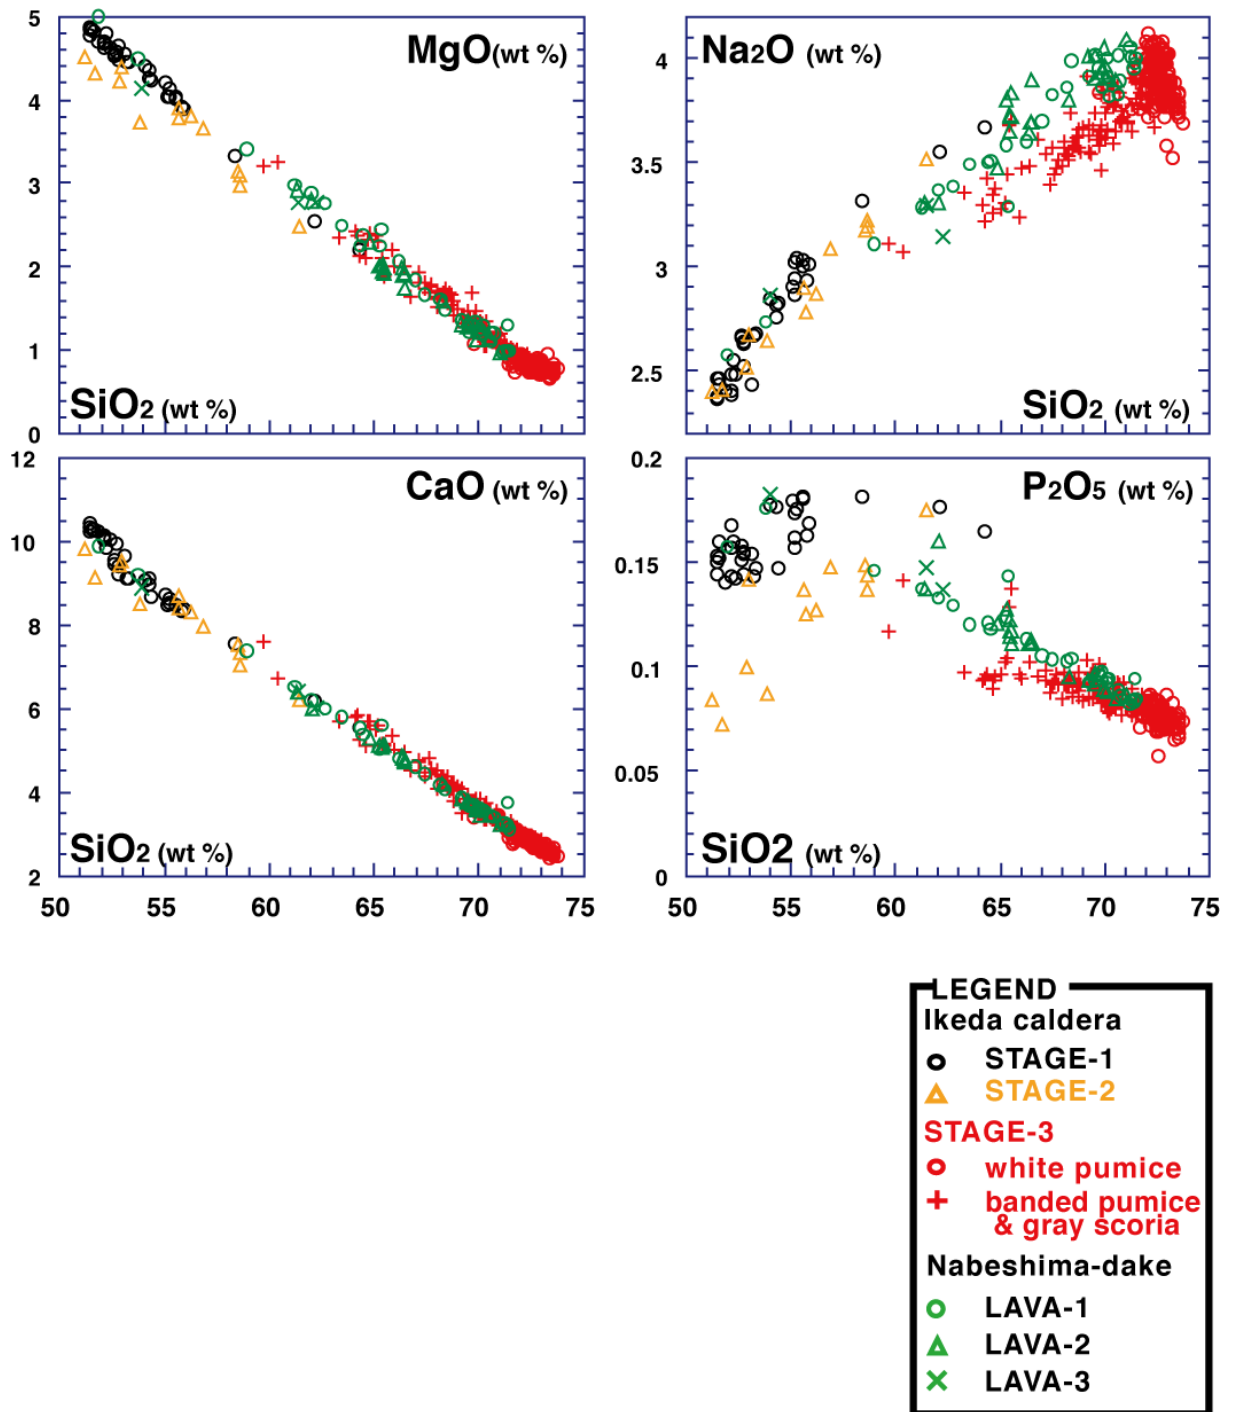 5
4
3
2
1
0
MgO(wt %)
SiO2 (wt %)
4
3.5
3
2.5
Na2O (wt %)
SiO2 (wt %)
12
10
8
6
4
2
CaO (wt %)
SiO2 (wt %)
50 55 60 65 70 75
0.2
0.15
0.1
0.05
0
P2O5 (wt %)
SiO2 (wt %)
50 55 60 65 70 75
LEGEND
Ikeda caldera
STAGE-1
STAGE-2
STAGE-3
white pumice
banded pumice
& gray scoria
Nabeshima-dake
LAVA-1
LAVA-2
LAVA-3